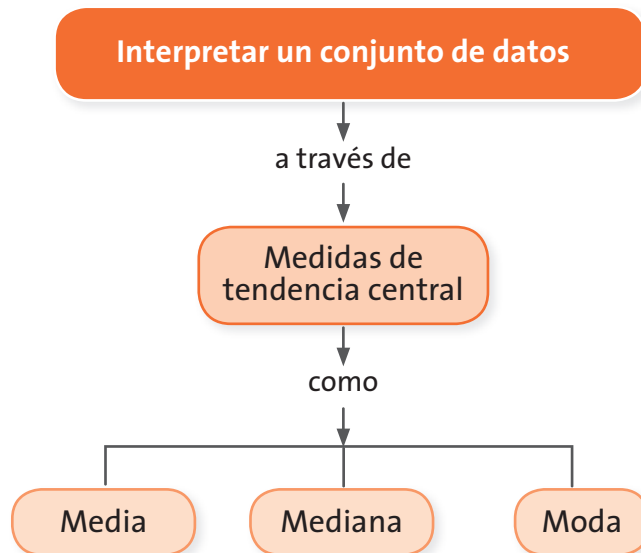 Interpretar un conjunto de datos
a través de
Medidas de
tendencia central
como
Media
Mediana
Moda